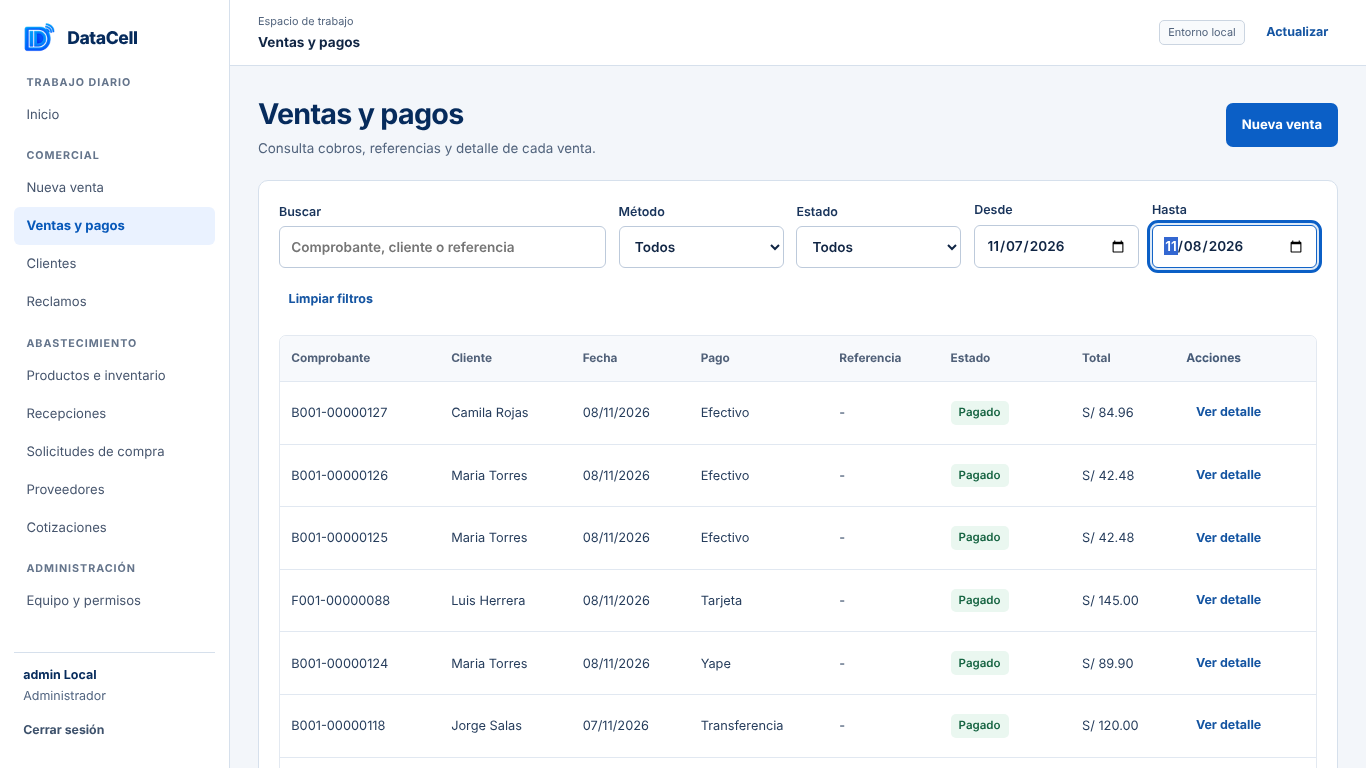 DataCell
TRABAJO DIARIO
Inicio
COMERCIAL
Nueva venta
Ventas y pagos
Clientes
Reclamos
ABASTECIMIENTO
Productos e inventario
Recepciones
Solicitudes de compra
Proveedores
Cotizaciones
ADMINISTRACIÓN
Equipo y permisos
admin Local
Administrador
Cerrar sesión
Espacio de trabajo
Ventas y pagos
Entorno local
Actualizar
Ventas y pagos
Consulta cobros, referencias y detalle de cada venta.
Nueva venta
Buscar Método Estado Desde Hasta
Comprobante, cliente o referencia Todos Todos 11/07/2026 11/08/2026
Limpiar filtros
Comprobante Cliente Fecha Pago Referencia Estado Total Acciones
B001-00000127 Camila Rojas 08/11/2026 Efectivo - Pagado S/ 84.96 Ver detalle
B001-00000126 Maria Torres 08/11/2026 Efectivo - Pagado S/ 42.48 Ver detalle
B001-00000125 Maria Torres 08/11/2026 Efectivo - Pagado S/ 42.48 Ver detalle
F001-00000088 Luis Herrera 08/11/2026 Tarjeta - Pagado S/ 145.00 Ver detalle
B001-00000124 Maria Torres 08/11/2026 Yape - Pagado S/ 89.90 Ver detalle
B001-00000118 Jorge Salas 07/11/2026 Transferencia - Pagado S/ 120.00 Ver detalle